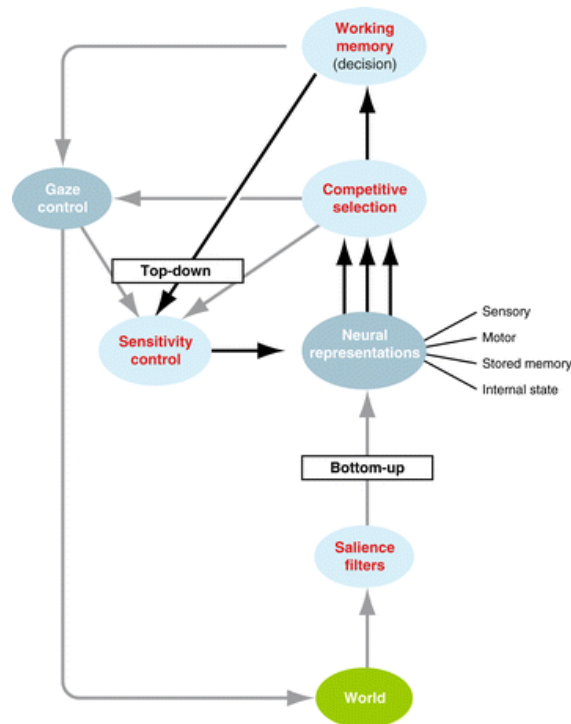 Working
memory
(decision)
Gaze
control
Competitive
selection
Top-down
Sensitivity
control
Neural
representations
Sensory
Motor
Stored memory
Internal state
Bottom-up
Salience
filters
World